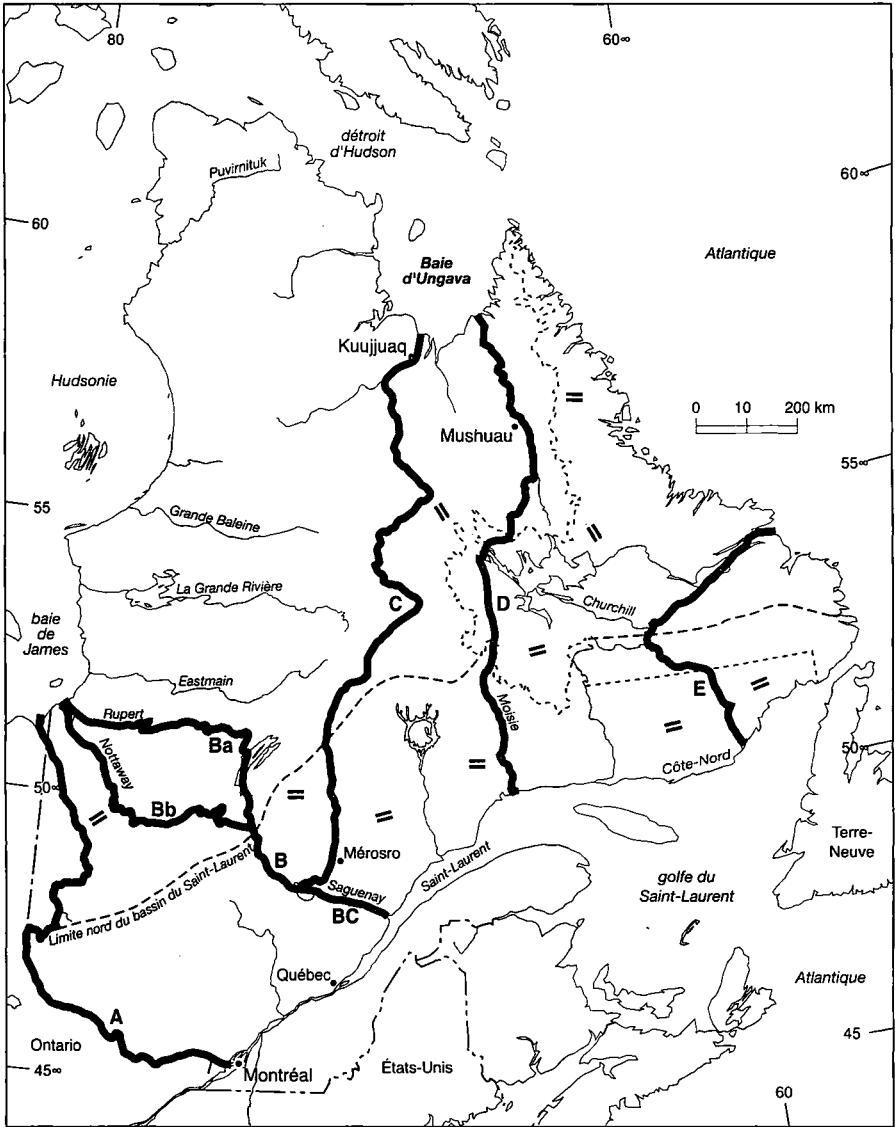 80
60∞
détroit
d'Hudson
Puvirnituk
60∞
60
Atlantique
Baie
d'Ungava
Kuujjuaq
Hudsonie
=
0 10 200 km
Mushuau
55∞
55
=
Grande Baleine
=
La Grande Rivière
C
D
Churchill
baie
de
James
=
Eastmain
E
=
Moisie
Rupert
Ba
=
50∞
Nottaway
Côte-Nord
50∞
=
=
Bb
=
=
Terre-
Neuve
B
Mérosro
Saint-Laurent
Saguenay
golfe du
Saint-Laurent
BC
Limite nord du bassin du Saint-Laurent
Québec
Atlantique
A
Ontario
45
45∞
Montréal
États-Unis
60